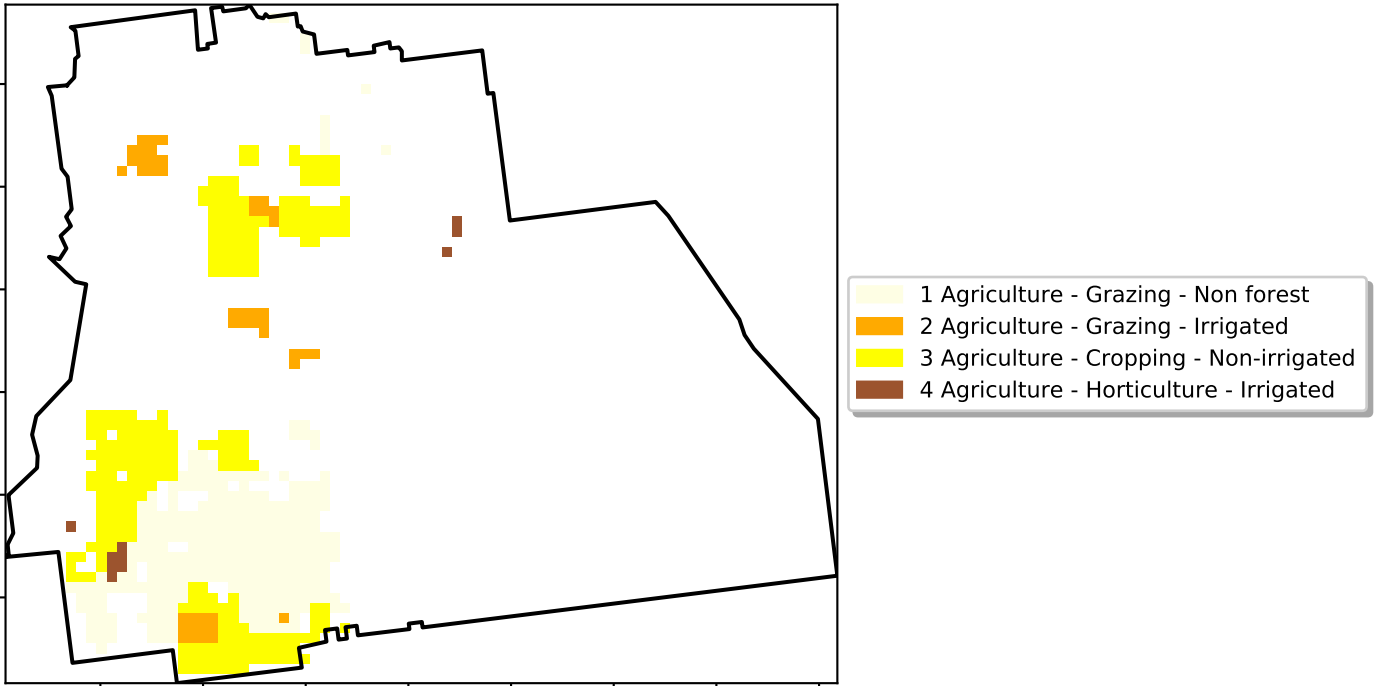 1 Agriculture - Grazing - Non forest
2 Agriculture - Grazing - Irrigated
3 Agriculture - Cropping - Non-irrigated
4 Agriculture - Horticulture - Irrigated